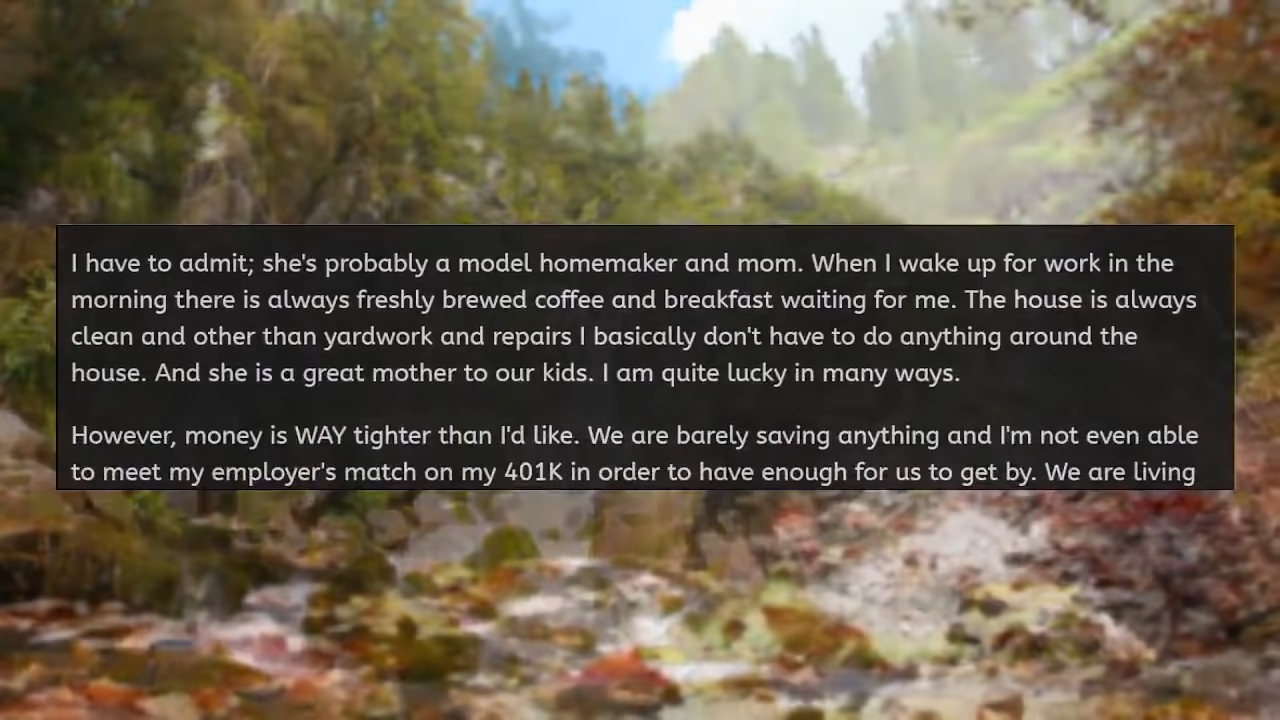 I have to admit; she's probably a model homemaker and mom. When I wake up for work in the
morning there is always freshly brewed coffee and breakfast waiting for me. The house is always
clean and other than yardwork and repairs I basically don't have to do anything around the
house. And she is a great mother to our kids. I am quite lucky in many ways.
However, money is WAY tighter than I'd like. We are barely saving anything and I'm not even able
to meet my employer's match on my 401K in order to have enough for us to get by. We are living